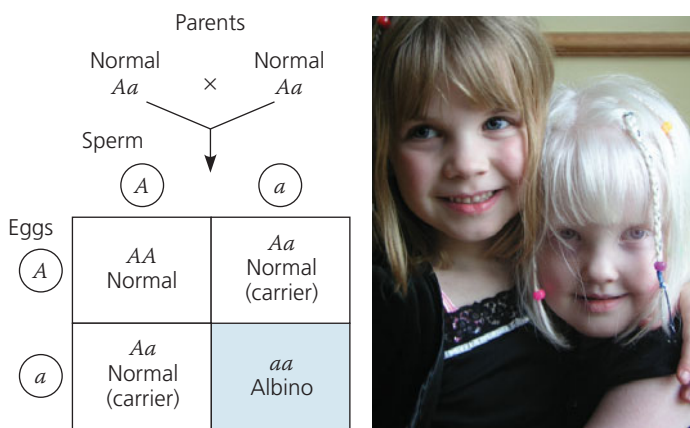 Parents
Normal Normal
Aa × Aa
Sperm
A a
Eggs
A
AA
Normal
Aa
Normal
(carrier)
a
Aa
Normal
(carrier)
aa
Albino